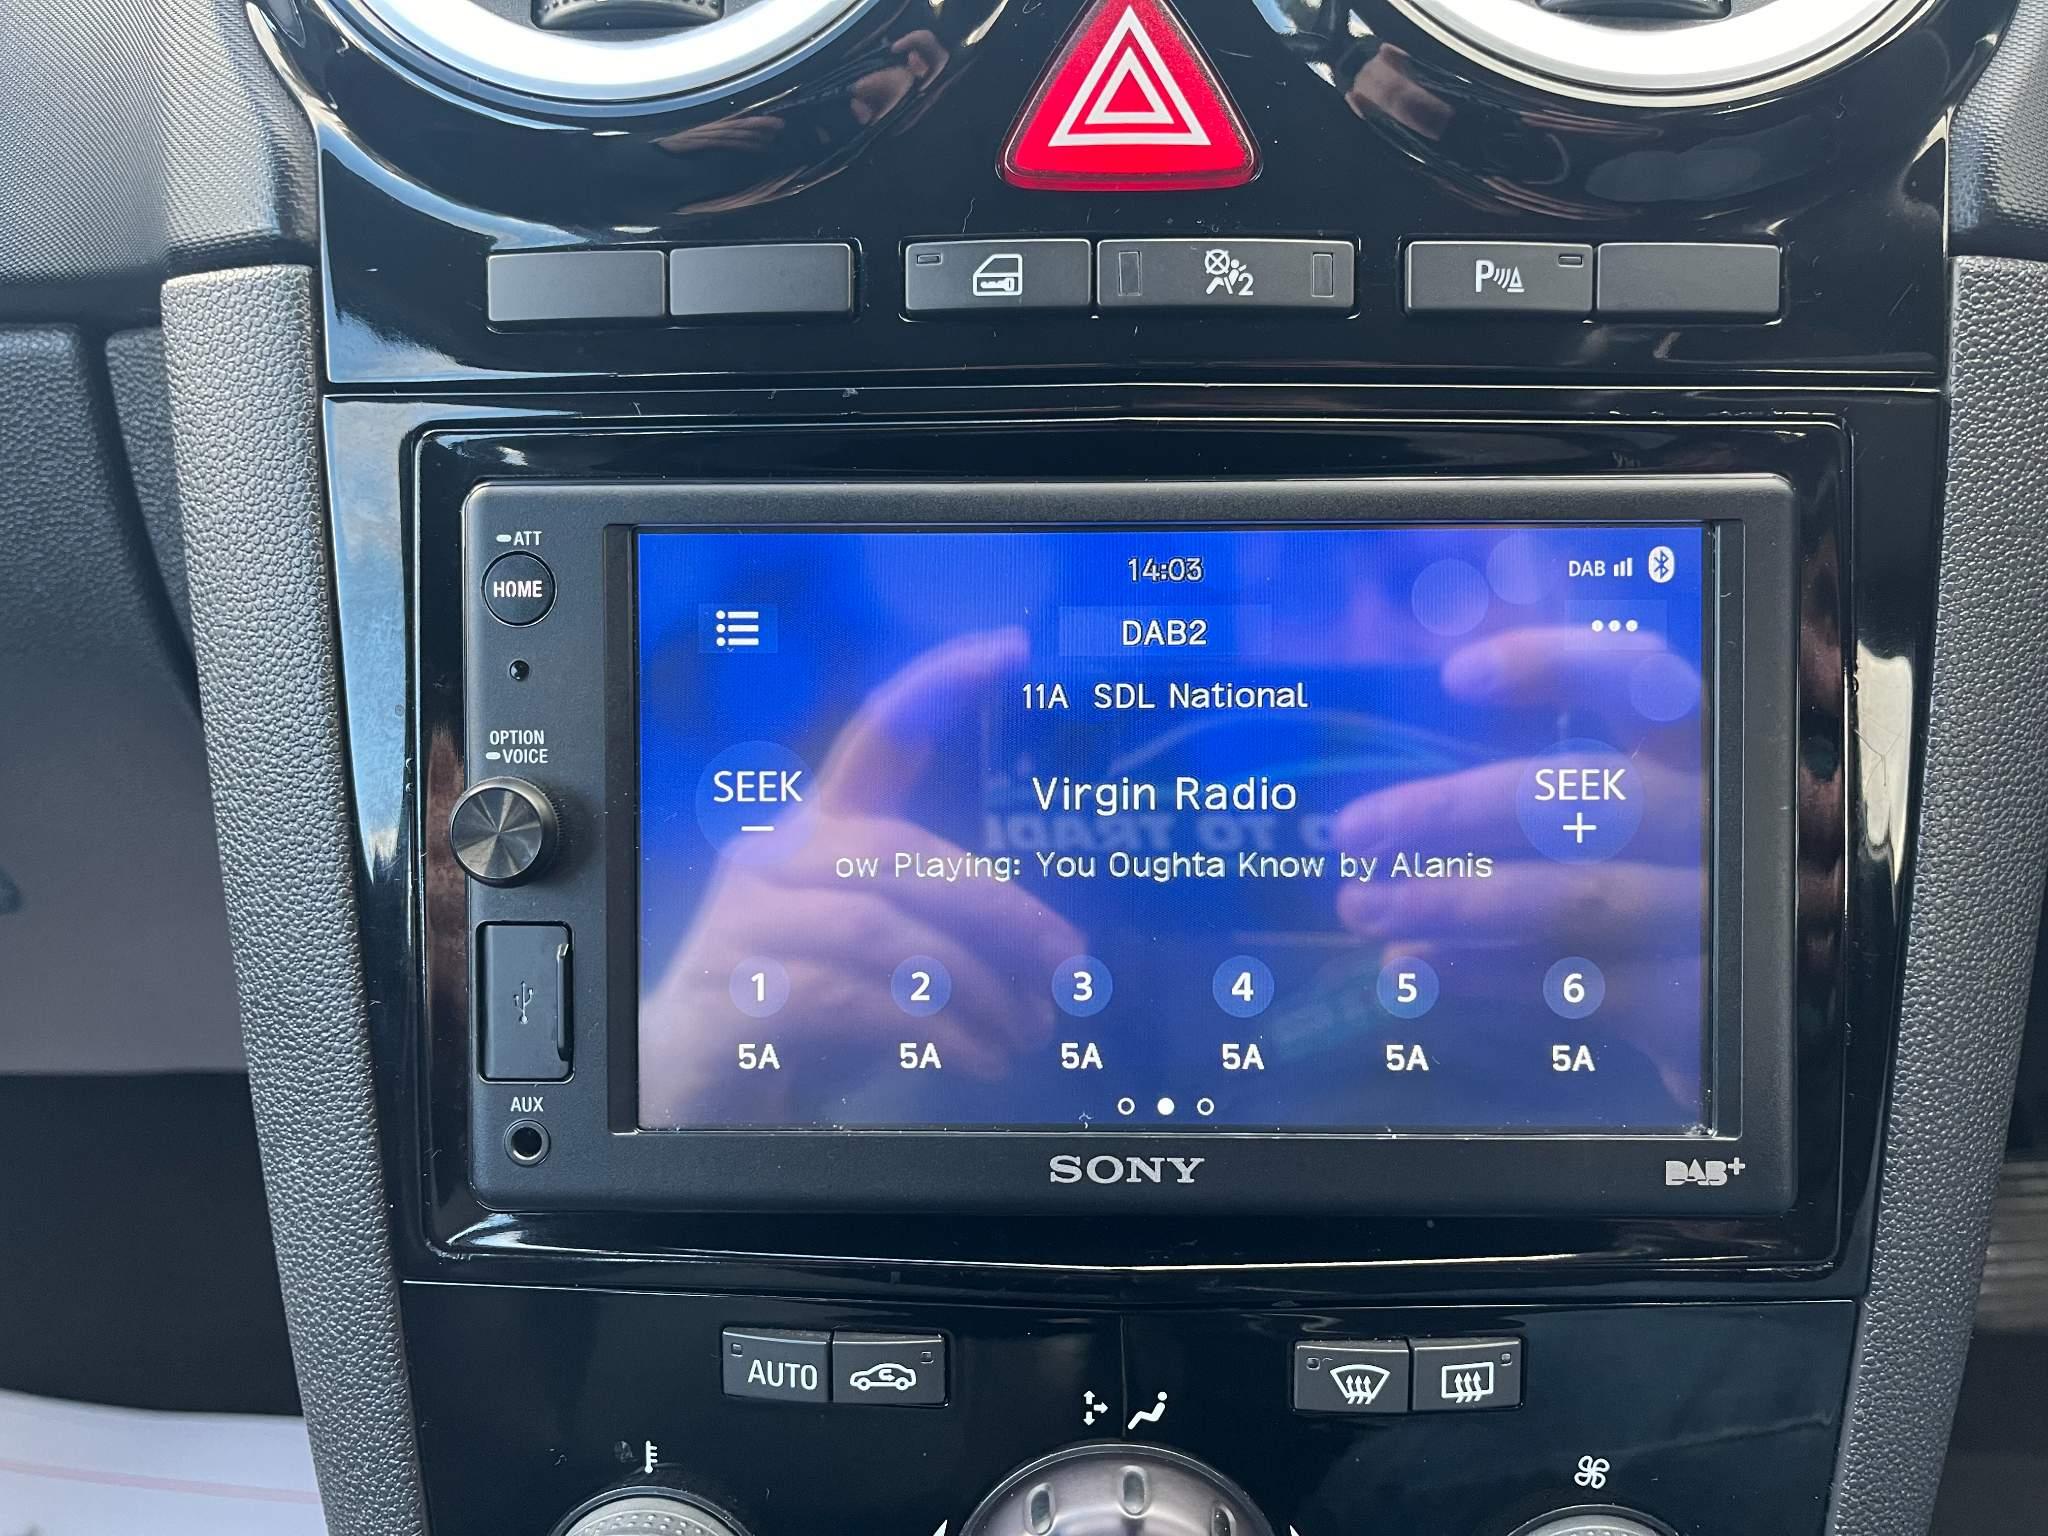 2
P
ATT
HOME
14:03
DAB
DAB2
11A SDL National
OPTION
VOICE
SEEK
−
Virgin Radio
SEEK
+
ow Playing: You Oughta Know by Alanis
1 2 3 4 5 6
5A 5A 5A 5A 5A 5A
AUX
SONY
DAB+
AUTO